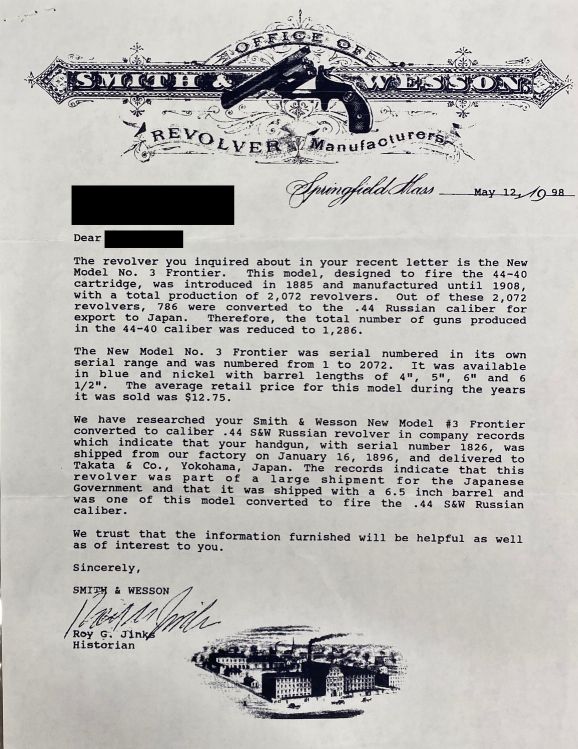 OFFICE OF
SMITH & WESSON
REVOLVER Manufacturers
Springfield Mass May 12, 1998
Dear
The revolver you inquired about in your recent letter is the New
Model No. 3 Frontier. This model, designed to fire the 44-40
cartridge, was introduced in 1885 and manufactured until 1908,
with a total production of 2,072 revolvers. Out of these 2,072
revolvers, 786 were converted to the .44 Russian caliber for
export to Japan. Therefore, the total number of guns produced
in the 44-40 caliber was reduced to 1,286.
The New Model No. 3 Frontier was serial numbered in its own
serial range and was numbered from 1 to 2072. It was available
in blue and nickel with barrel lengths of 4", 5", 6" and 6
1/2". The average retail price for this model during the years
it was sold was $12.75.
We have researched your Smith & Wesson New Model #3 Frontier
converted to caliber .44 S&W Russian revolver in company records
which indicate that your handgun, with serial number 1826, was
shipped from our factory on January 16, 1896, and delivered to
Takata & Co., Yokohama, Japan. The records indicate that this
revolver was part of a large shipment for the Japanese
Government and that it was shipped with a 6.5 inch barrel and
was one of this model converted to fire the .44 S&W Russian
caliber.
We trust that the information furnished will be helpful as well
as of interest to you.
Sincerely,
SMITH & WESSON
Roy G. Jinks
Roy G. Jinks
Historian